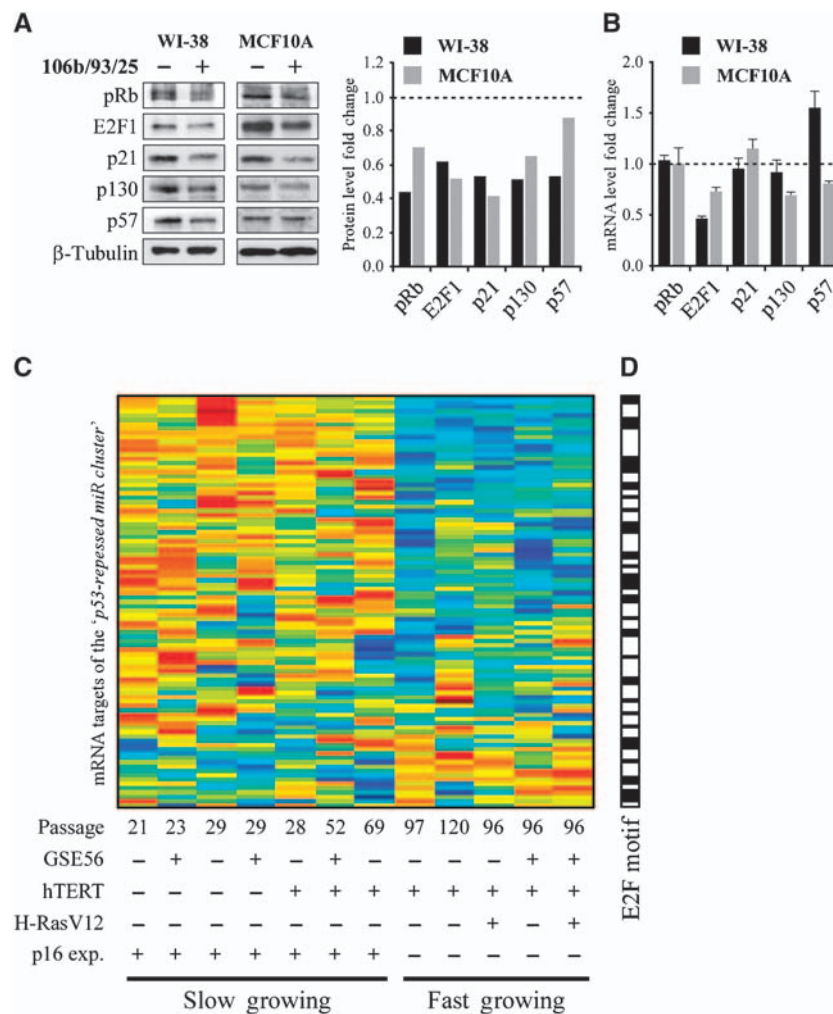 A
WI-38 MCF10A
106b/93/25 – + – +
pRb
E2F1
p21
p130
p57
β-Tubulin
WI-38
MCF10A
Protein level fold change
1.2
1.0
0.8
0.6
0.4
0.2
0.0
pRb E2F1 p21 p130 p57
B
WI-38
MCF10A
mRNA level fold change
2.0
1.5
1.0
0.5
0
pRb E2F1 p21 p130 p57
C
mRNA targets of the 'p53-repressed miR cluster'
Passage 21 23 29 29 28 52 69 97 120 96 96 96
GSE56 – + – + – + – – – – + +
hTERT – – – – + + + + + + + +
H-RasV12 – – – – – – – – – + – +
p16 exp. + + + + + + + – – – – –
Slow growing Fast growing
D
E2F motif